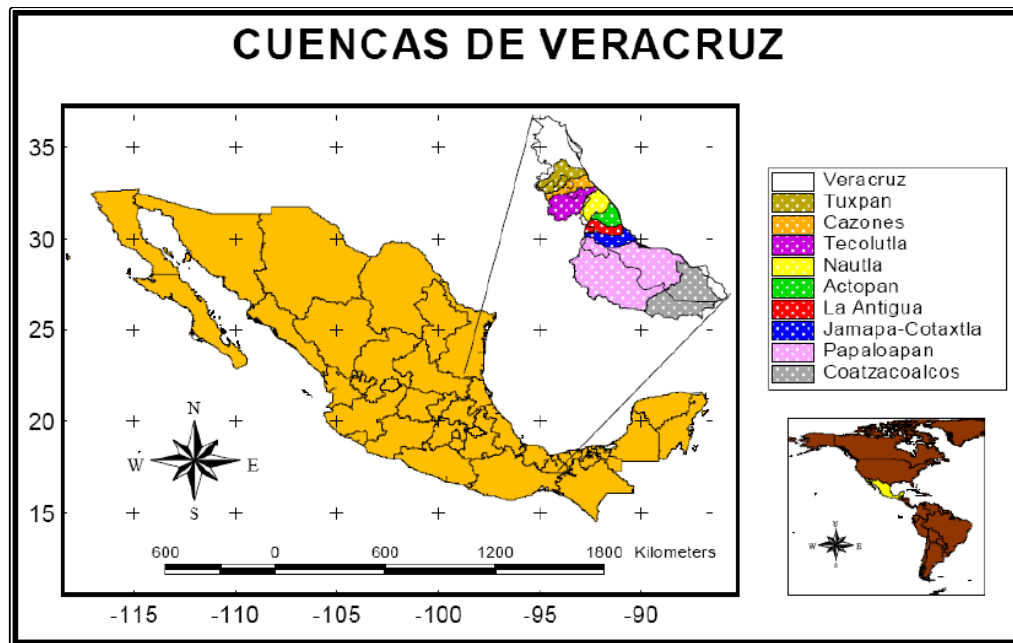 CUENCAS DE VERACRUZ
35
30
25
20
15
N
W E
S
600 0 600 1200 1800 Kilometers
-115 -110 -105 -100 -95 -90
Veracruz
Tuxpan
Cazones
Tecolutla
Nautla
Actopan
La Antigua
Jamapa-Cotaxtla
Papaloapan
Coatzacoalcos
N
W E
S